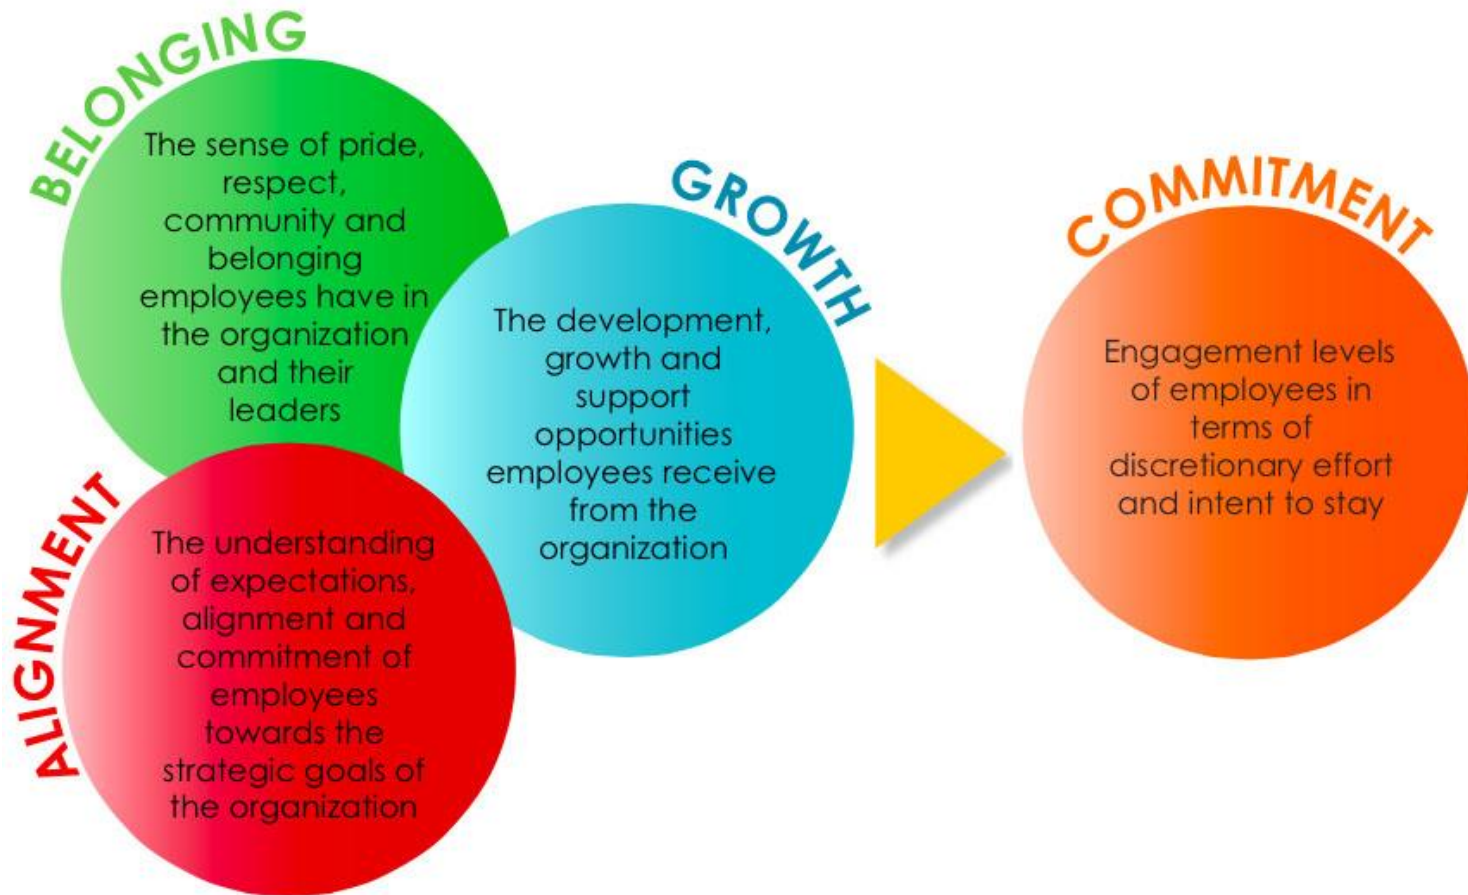 BELONGING
The sense of pride,
respect,
community and
belonging
employees have in
the organization
and their
leaders
GROWTH
The development,
growth and
support
opportunities
employees receive
from the
organization
ALIGNMENT
The understanding
of expectations,
alignment and
commitment of
employees
towards the
strategic goals of
the organization
COMMITMENT
Engagement levels
of employees in
terms of
discretionary effort
and intent to stay